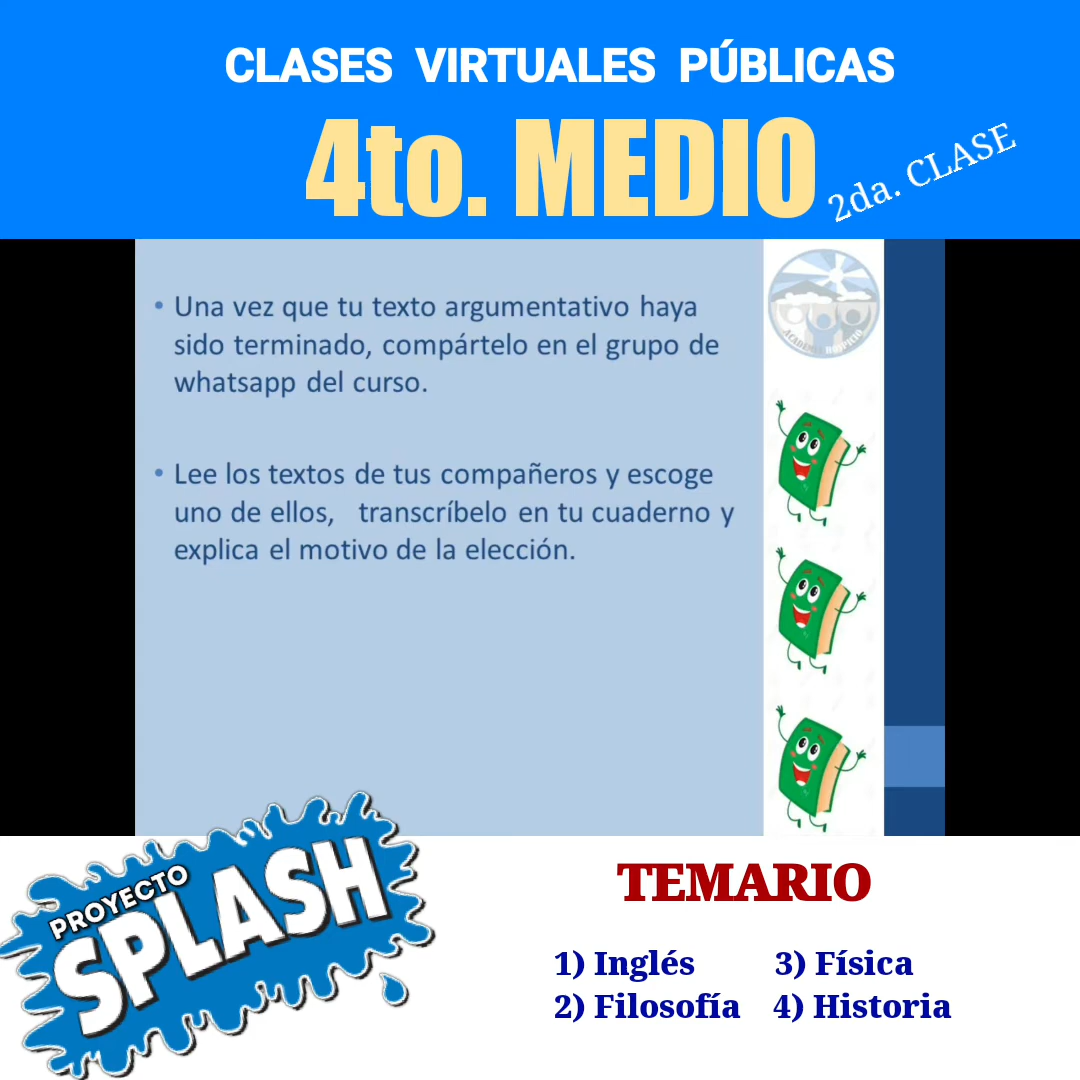 CLASES VIRTUALES PÚBLICAS
4to. MEDIO
2da. CLASE
• Una vez que tu texto argumentativo haya
sido terminado, compártelo en el grupo de
whatsapp del curso.
• Lee los textos de tus compañeros y escoge
uno de ellos, transcríbelo en tu cuaderno y
explica el motivo de la elección.
PROYECTO
SPLASH
TEMARIO
1) Inglés 3) Física
2) Filosofía 4) Historia